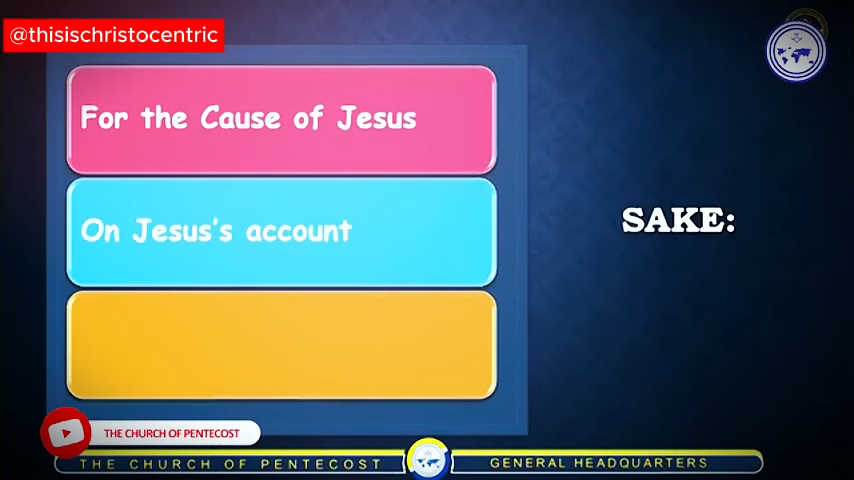 @thisischristocentric
For the Cause of Jesus
On Jesus's account
SAKE:
THE CHURCH OF PENTECOST
THE CHURCH OF PENTECOST
GENERAL HEADQUARTERS